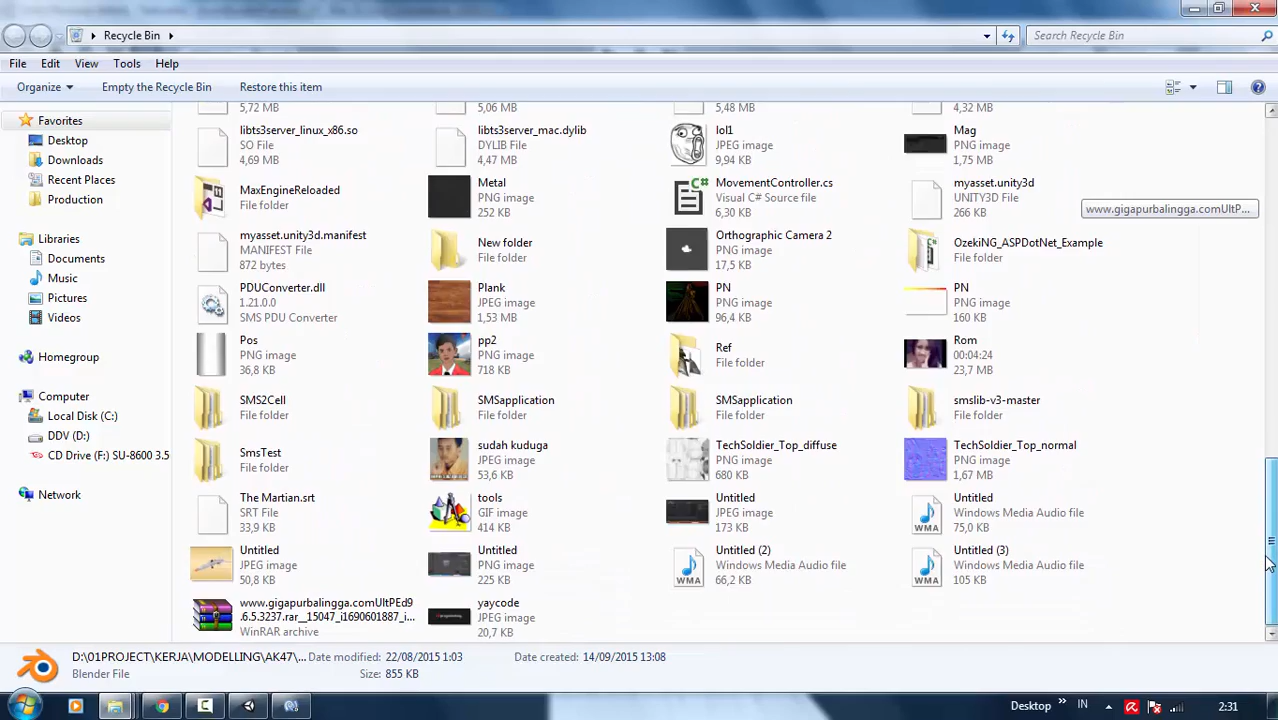 Recycle Bin
Search Recycle Bin
File Edit View Tools Help
Organize Empty the Recycle Bin Restore this item
Favorites
Desktop
Downloads
Recent Places
Production
Libraries
Documents
Music
Pictures
Videos
Homegroup
Computer
Local Disk (C:)
DDV (D:)
CD Drive (F:) SU-8600 3.5
Network
5,72 MB
5,06 MB
5,48 MB
4,32 MB
libts3server_linux_x86.so
SO File
4,69 MB
libts3server_mac.dylib
DYLIB File
4,47 MB
lol1
JPEG image
9,94 KB
Mag
PNG image
1,75 MB
MaxEngineReloaded
File folder
Metal
PNG image
252 KB
MovementController.cs
Visual C# Source file
6,30 KB
myasset.unity3d
UNITY3D File
266 KB
www.gigapurbalingga.comUltP...
myasset.unity3d.manifest
MANIFEST File
872 bytes
New folder
File folder
Orthographic Camera 2
PNG image
17,5 KB
OzekiNG_ASPDotNet_Example
File folder
PDUConverter.dll
1.21.0.0
SMS PDU Converter
Plank
JPEG image
1,53 MB
PN
PNG image
96,4 KB
PN
PNG image
160 KB
Pos
PNG image
36,8 KB
pp2
PNG image
718 KB
Ref
File folder
Rom
00:04:24
23,7 MB
SMS2Cell
File folder
SMSapplication
File folder
SMSapplication
File folder
smslib-v3-master
File folder
SmsTest
File folder
sudah kuduga
JPEG image
53,6 KB
TechSoldier_Top_diffuse
PNG image
680 KB
TechSoldier_Top_normal
PNG image
1,67 MB
The Martian.srt
SRT File
33,9 KB
tools
GIF image
414 KB
Untitled
JPEG image
173 KB
WMA
Untitled
Windows Media Audio file
75,0 KB
Untitled
JPEG image
50,8 KB
Untitled
PNG image
225 KB
WMA
Untitled (2)
Windows Media Audio file
66,2 KB
WMA
Untitled (3)
Windows Media Audio file
105 KB
www.gigapurbalingga.comUltPEd9
.6.5.3237.rar__15047_i1690601887_i...
WinRAR archive
yaycode
JPEG image
20,7 KB
D:\01PROJECT\KERJA\MODELLING\AK47\... Date modified: 22/08/2015 1:03 Date created: 14/09/2015 13:08
Blender File Size: 855 KB
Desktop » IN 2:31